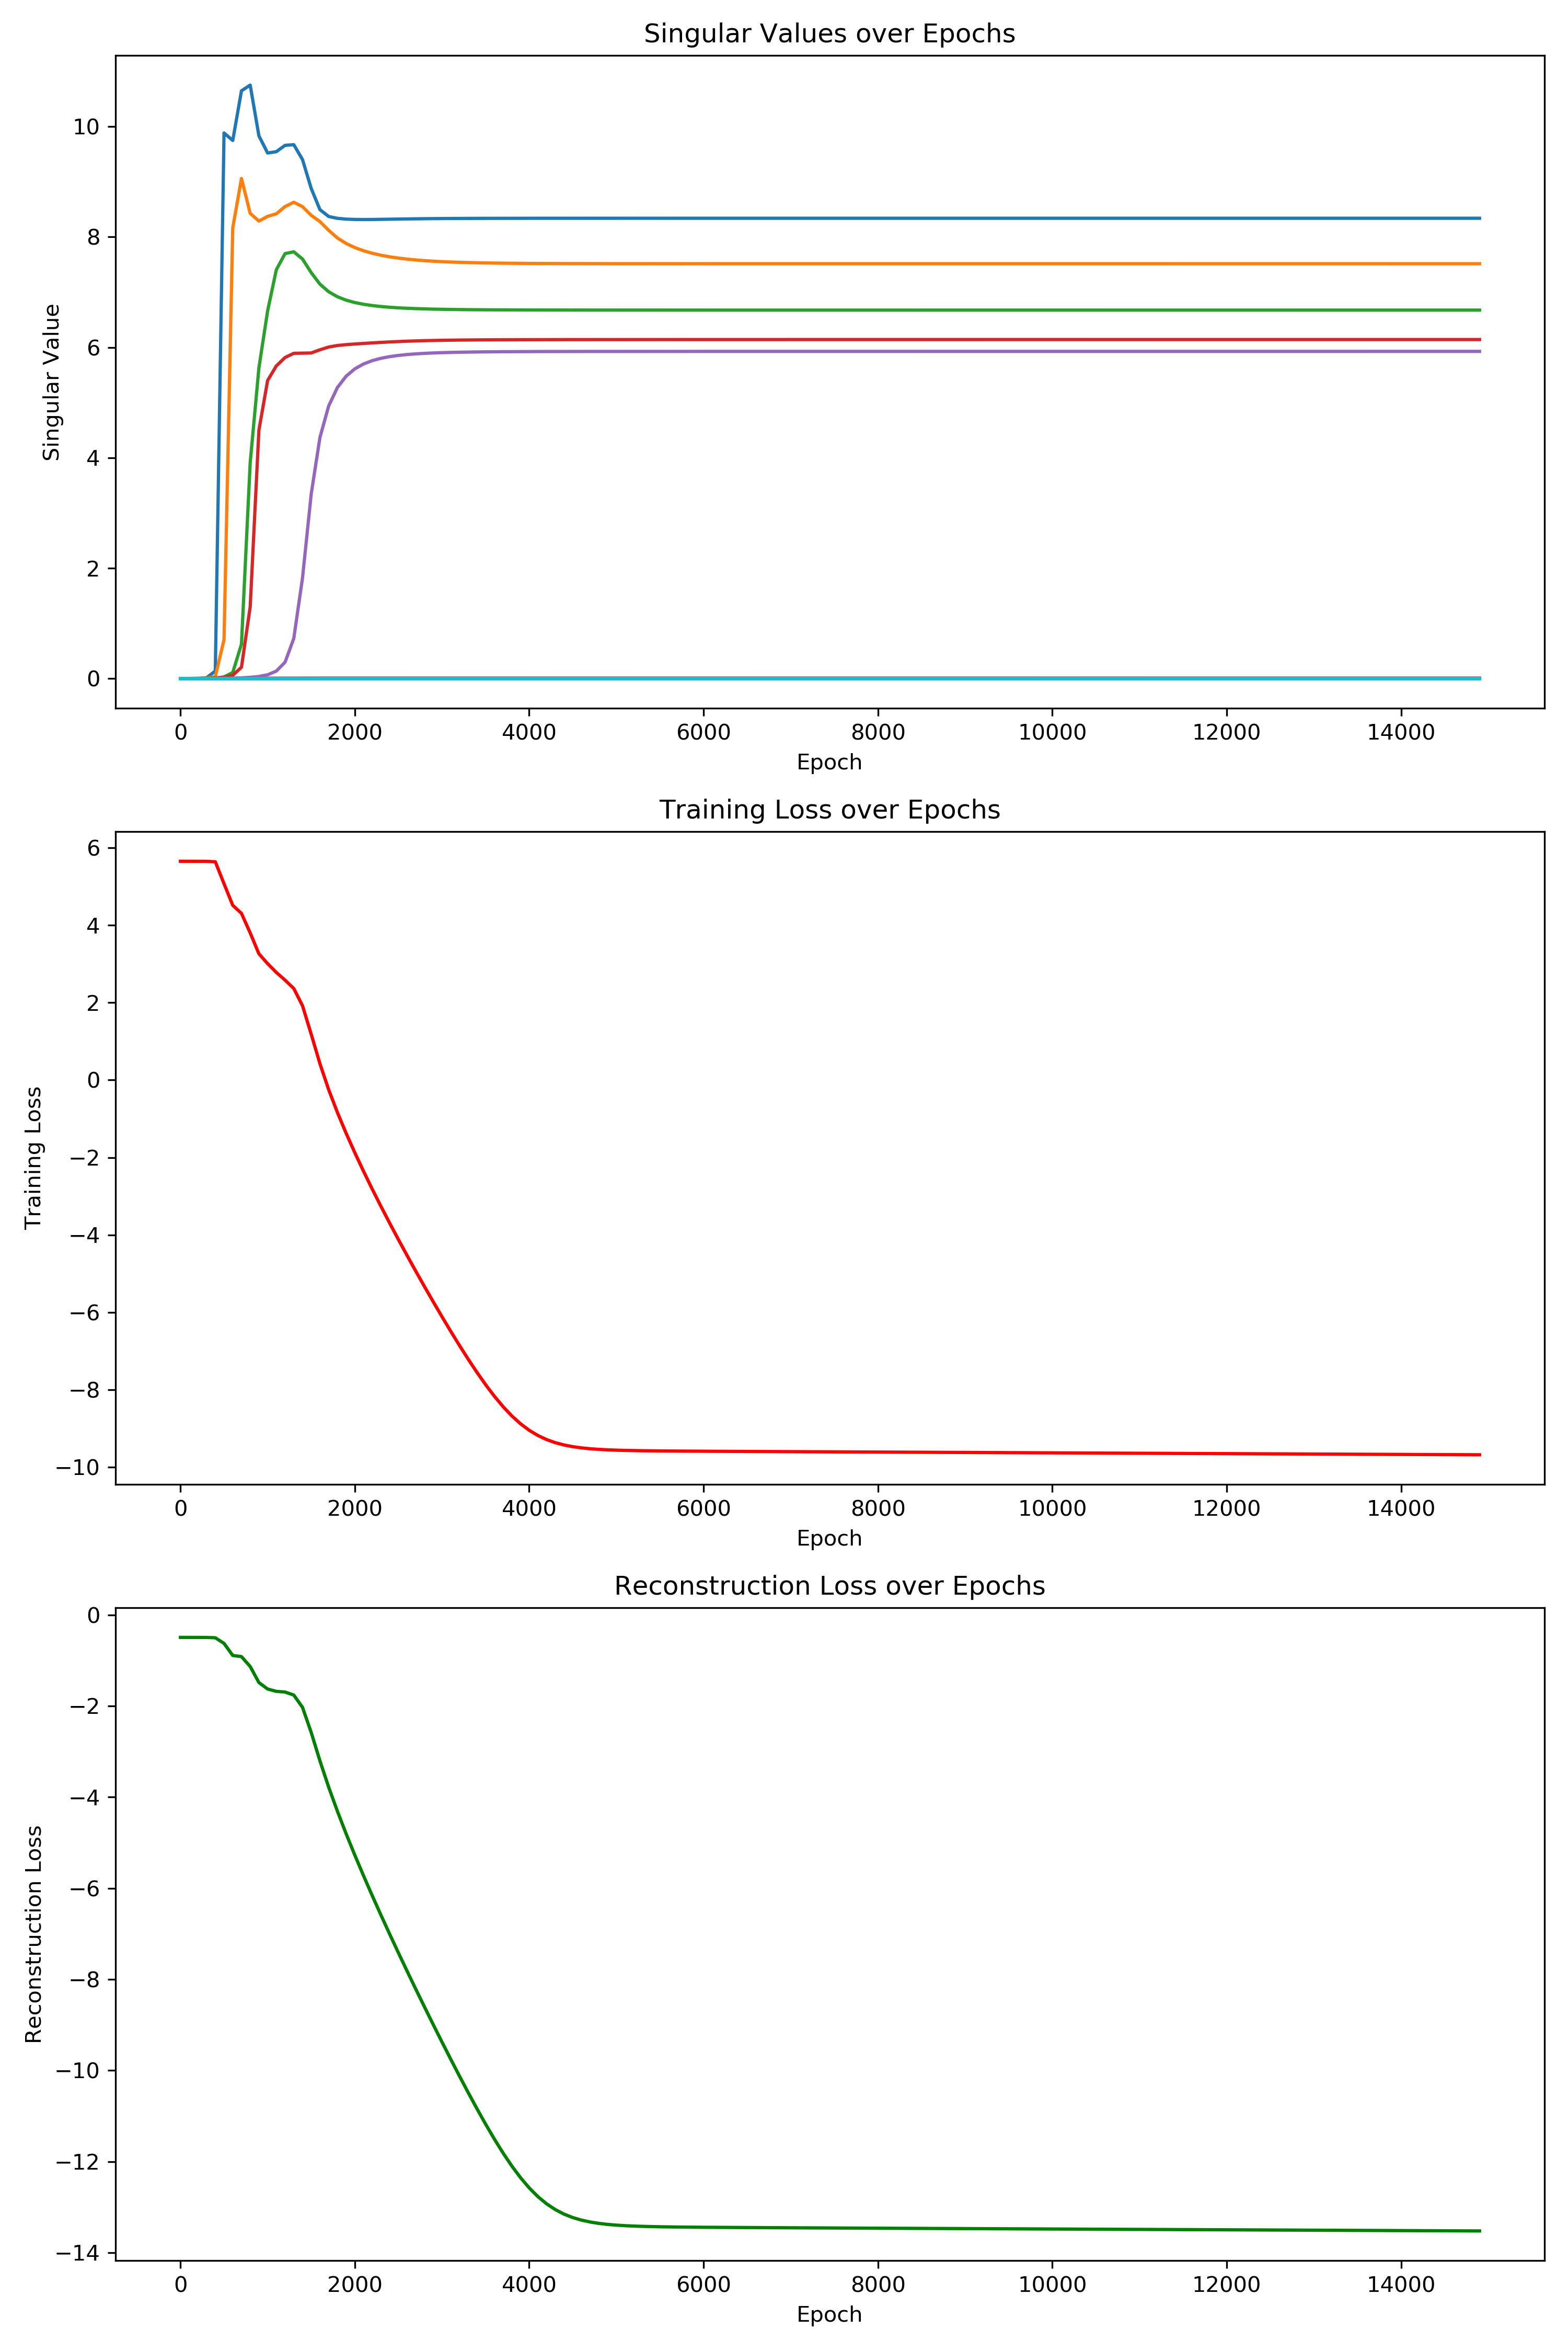 Singular Values over Epochs
10
8
6
4
2
0
Singular Value
0 2000 4000 6000 8000 10000 12000 14000
Epoch
Training Loss over Epochs
6
4
2
0
−2
−4
−6
−8
−10
Training Loss
0 2000 4000 6000 8000 10000 12000 14000
Epoch
Reconstruction Loss over Epochs
0
−2
−4
−6
−8
−10
−12
−14
Reconstruction Loss
0 2000 4000 6000 8000 10000 12000 14000
Epoch